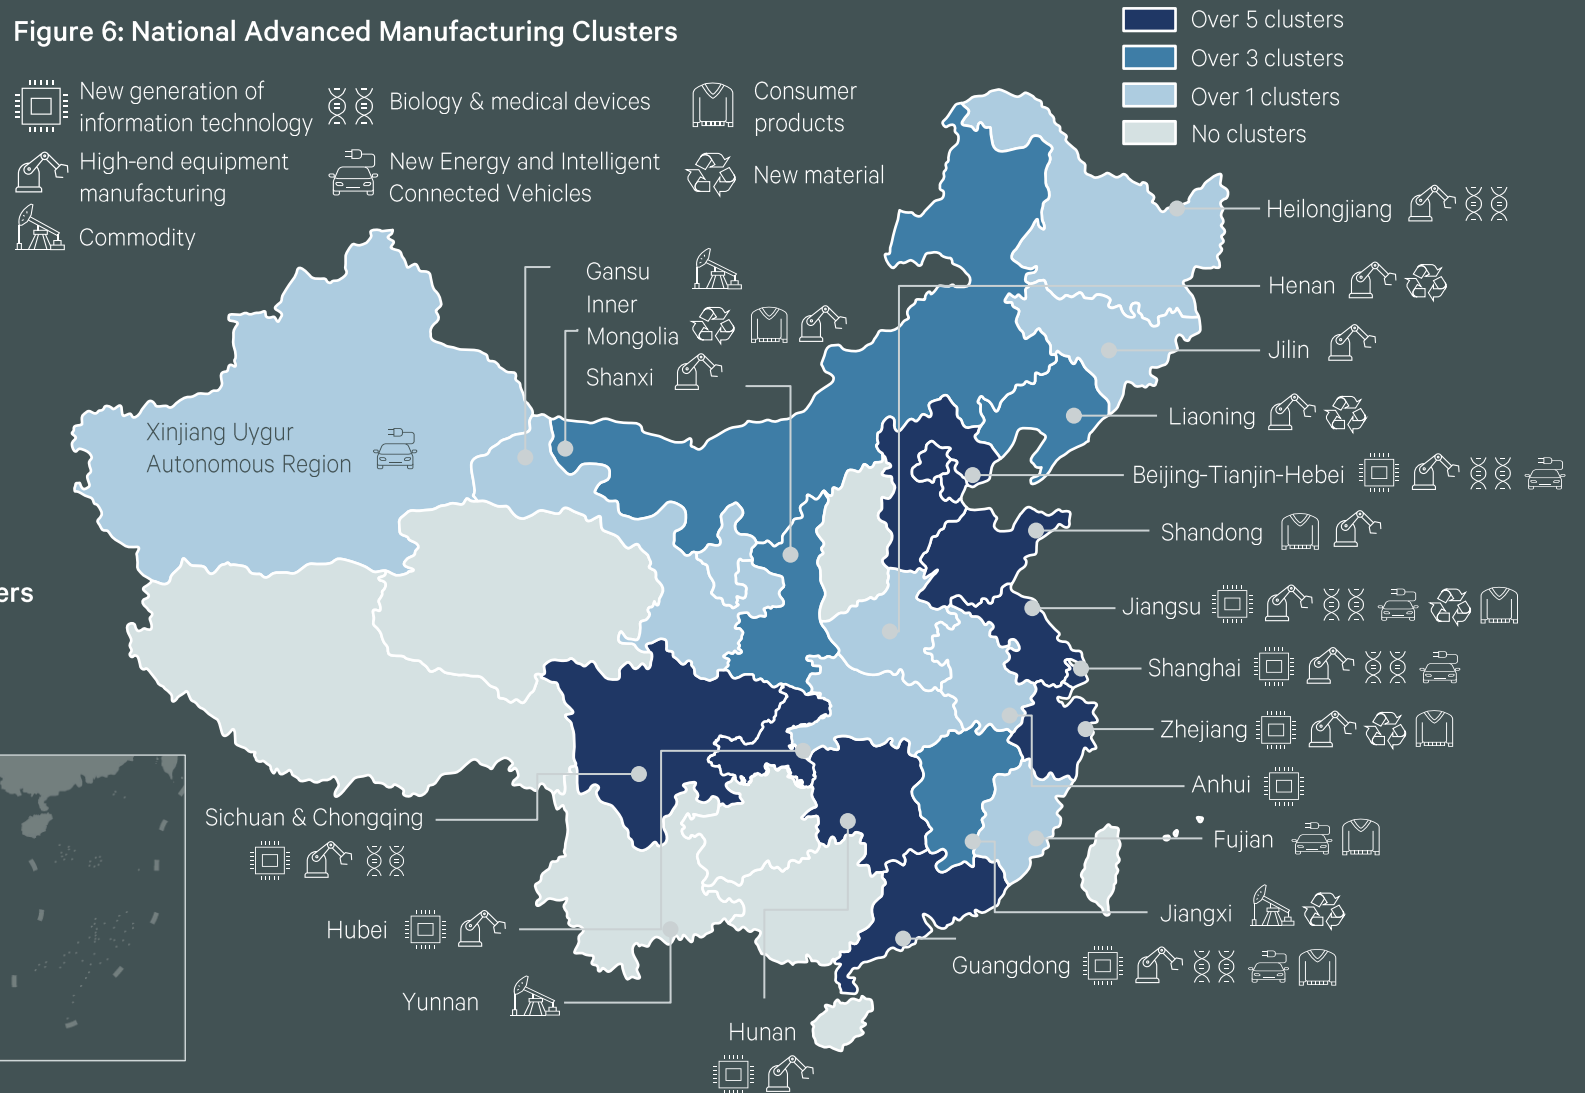 Figure 6: National Advanced Manufacturing Clusters
New generation of
information technology
Biology & medical devices
Consumer
products
High-end equipment
manufacturing
New Energy and Intelligent
Connected Vehicles
New material
Commodity
Over 5 clusters
Over 3 clusters
Over 1 clusters
No clusters
Heilongjiang
Gansu
Henan
Inner
Mongolia
Jilin
Shanxi
Liaoning
Xinjiang Uygur
Autonomous Region
Beijing-Tianjin-Hebei
Shandong
ers
Jiangsu
Shanghai
Zhejiang
Anhui
Sichuan & Chongqing
Fujian
Jiangxi
Hubei
Guangdong
Yunnan
Hunan